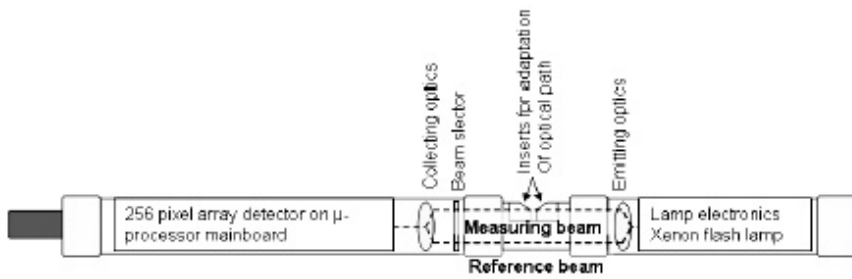 Collecting optics
Beam slector
Inserts fpr adaptation
Of optical path
Emitting optics
256 pixel array detector on µ-
processor mainboard
Measuring beam
Lamp electronics
Xenon flash lamp
Reference beam